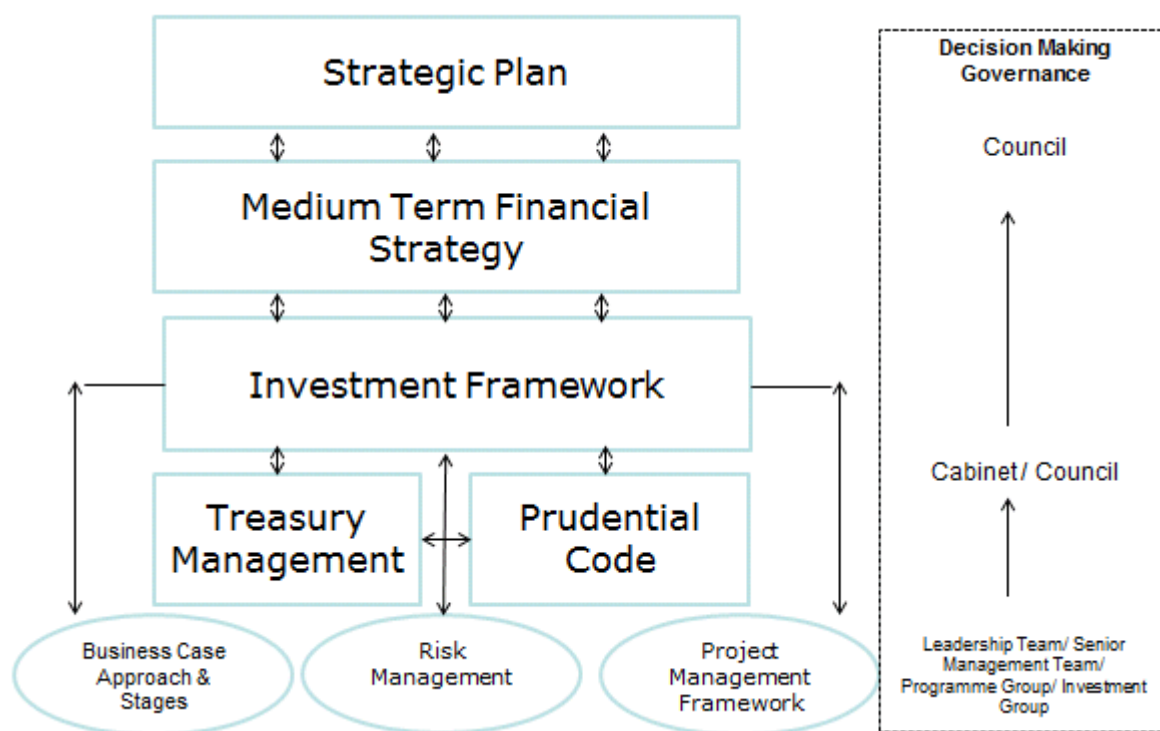 Strategic Plan
Medium Term Financial
Strategy
Investment Framework
Treasury
Management
Prudential
Code
Business Case
Approach &
Stages
Risk
Management
Project
Management
Framework
Decision Making
Governance
Council
Cabinet / Council
Leadership Team/ Senior
Management Team/
Programme Group/ Investment
Group